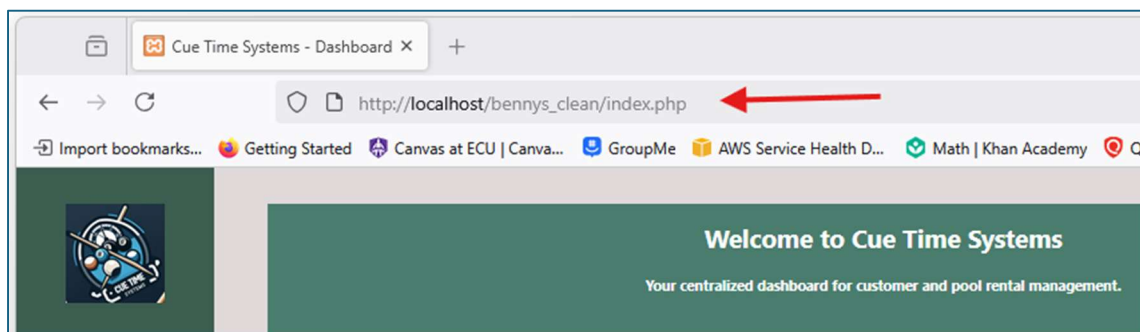 Cue Time Systems - Dashboard
http://localhost/bennys_clean/index.php
Import bookmarks... Getting Started Canvas at ECU | Canva... GroupMe AWS Service Health D... Math | Khan Academy Q
CUE TIME
SYSTEMS
Welcome to Cue Time Systems
Your centralized dashboard for customer and pool rental management.